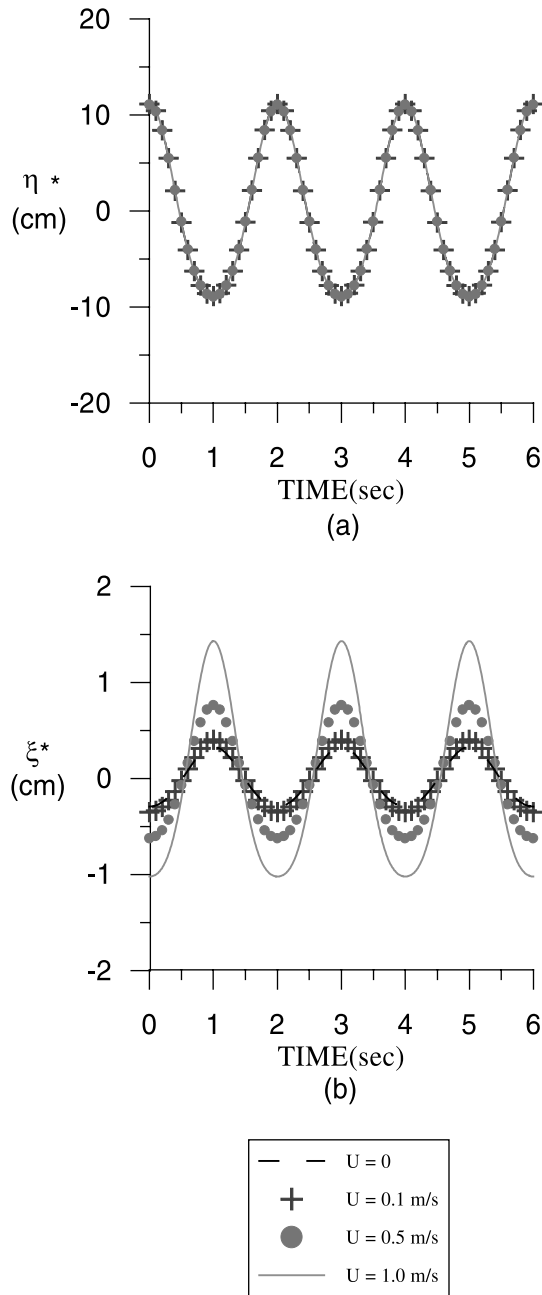 20
10
η *
(cm)
0
-10
-20
0 1 2 3 4 5 6
TIME(sec)
(a)
2
1
ξ*
(cm)
0
-1
-2
0 1 2 3 4 5 6
TIME(sec)
(b)
U = 0
U = 0.1 m/s
U = 0.5 m/s
U = 1.0 m/s